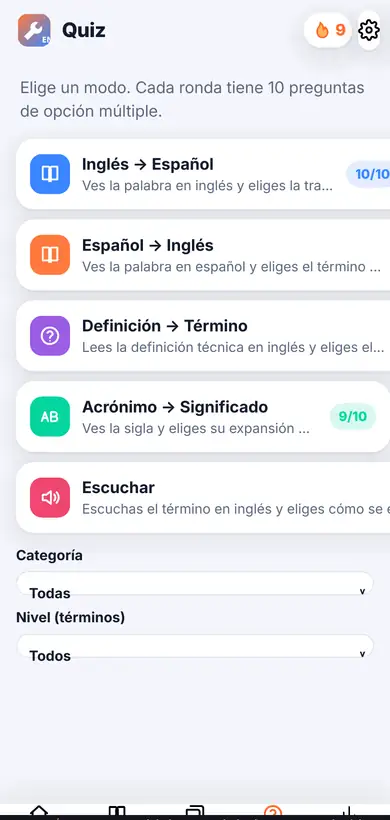 EN
Quiz
9
Elige un modo. Cada ronda tiene 10 preguntas
de opción múltiple.
Inglés → Español
Ves la palabra en inglés y eliges la tra...
10/10
Español → Inglés
Ves la palabra en español y eliges el término ...
Definición → Término
Lees la definición técnica en inglés y eliges el...
AB
Acrónimo → Significado
Ves la sigla y eliges su expansión ...
9/10
Escuchar
Escuchas el término en inglés y eliges cómo se
Categoría
Todas
Nivel (términos)
Todos